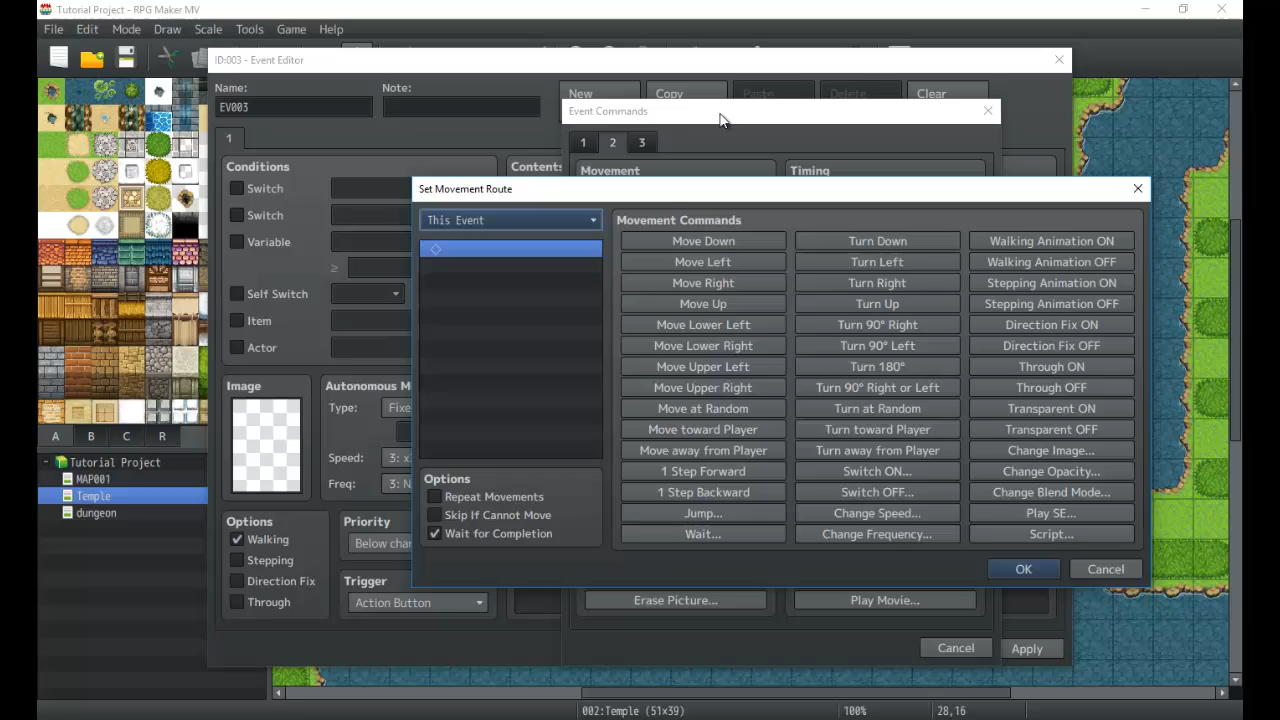 Tutorial Project - RPG Maker MV
File Edit Mode Draw Scale Tools Game Help
ID:003 - Event Editor
Name:
EV003
Note:
New
Copy
Paste
Delete
Clear
1
Conditions
Switch
Switch
Variable
≥
Self Switch
Item
Actor
Image
Autonomous M
Type: Fixe
Speed: 3: x
Freq: 3: N
Options
Walking
Stepping
Direction Fix
Through
Priority
Below char
Trigger
Action Button
Contents
Event Commands
1 2 3
Movement
Timing
Erase Picture...
Play Movie...
Cancel
Apply
Set Movement Route
This Event
Options
Repeat Movements
Skip If Cannot Move
Wait for Completion
Movement Commands
Move Down Turn Down Walking Animation ON
Move Left Turn Left Walking Animation OFF
Move Right Turn Right Stepping Animation ON
Move Up Turn Up Stepping Animation OFF
Move Lower Left Turn 90° Right Direction Fix ON
Move Lower Right Turn 90° Left Direction Fix OFF
Move Upper Left Turn 180° Through ON
Move Upper Right Turn 90° Right or Left Through OFF
Move at Random Turn at Random Transparent ON
Move toward Player Turn toward Player Transparent OFF
Move away from Player Turn away from Player Change Image...
1 Step Forward Switch ON... Change Opacity...
1 Step Backward Switch OFF... Change Blend Mode...
Jump... Change Speed... Play SE...
Wait... Change Frequency... Script...
OK Cancel
A B C R
Tutorial Project
MAP001
Temple
dungeon
002:Temple (51x39)
100%
28,16